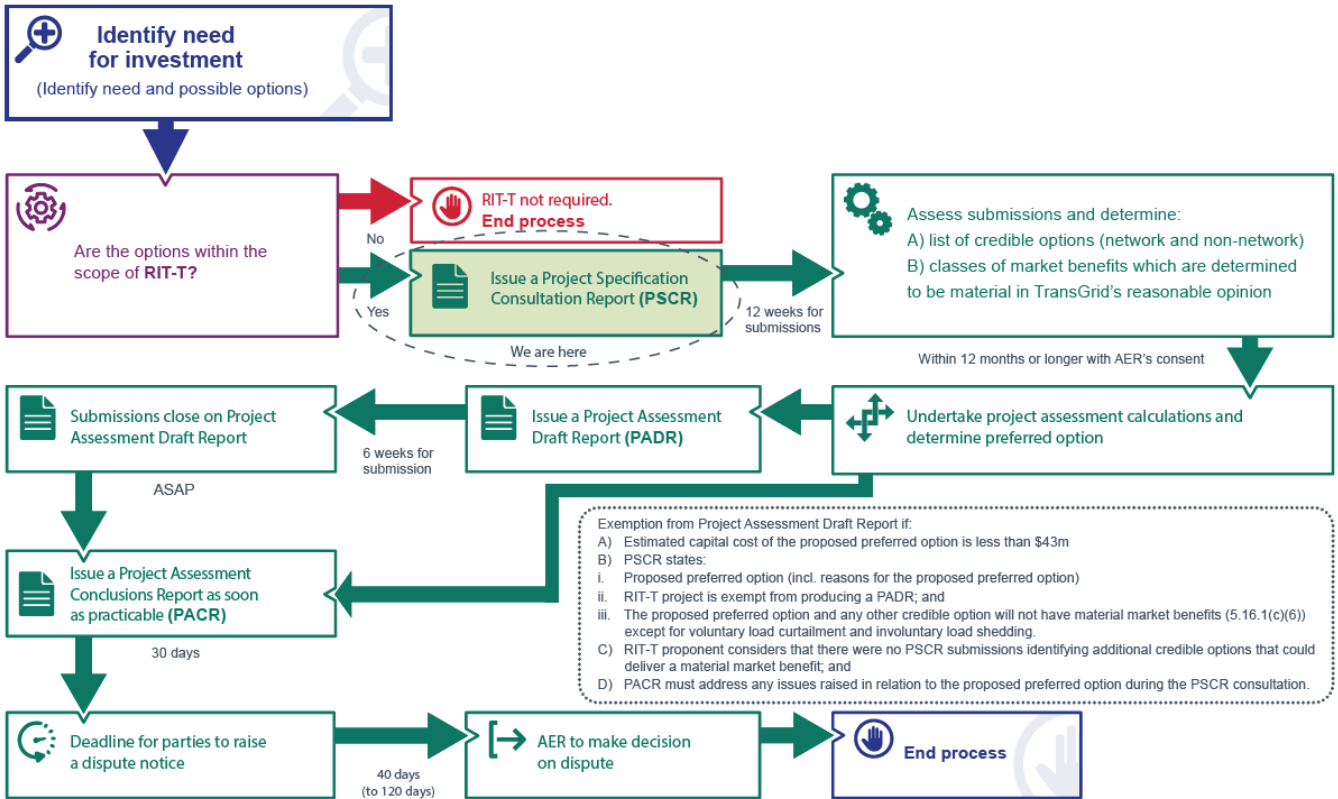 Identify need
for investment
(Identify need and possible options)
Are the options within the
scope of RIT-T?
No
Yes
RIT-T not required.
End process
Issue a Project Specification
Consultation Report (PSCR)
We are here
12 weeks for
submissions
Assess submissions and determine:
A) list of credible options (network and non-network)
B) classes of market benefits which are determined
to be material in TransGrid's reasonable opinion
Within 12 months or longer with AER's consent
Undertake project assessment calculations and
determine preferred option
Issue a Project Assessment
Draft Report (PADR)
6 weeks for
submission
Submissions close on Project
Assessment Draft Report
ASAP
Exemption from Project Assessment Draft Report if:
A) Estimated capital cost of the proposed preferred option is less than $43m
B) PSCR states:
i. Proposed preferred option (incl. reasons for the proposed preferred option)
ii. RIT-T project is exempt from producing a PADR; and
iii. The proposed preferred option and any other credible option will not have material market benefits (5.16.1(c)(6))
except for voluntary load curtailment and involuntary load shedding.
C) RIT-T proponent considers that there were no PSCR submissions identifying additional credible options that could
deliver a material market benefit; and
D) PACR must address any issues raised in relation to the proposed preferred option during the PSCR consultation.
Issue a Project Assessment
Conclusions Report as soon
as practicable (PACR)
30 days
Deadline for parties to raise
a dispute notice
40 days
(to 120 days)
AER to make decision
on dispute
End process